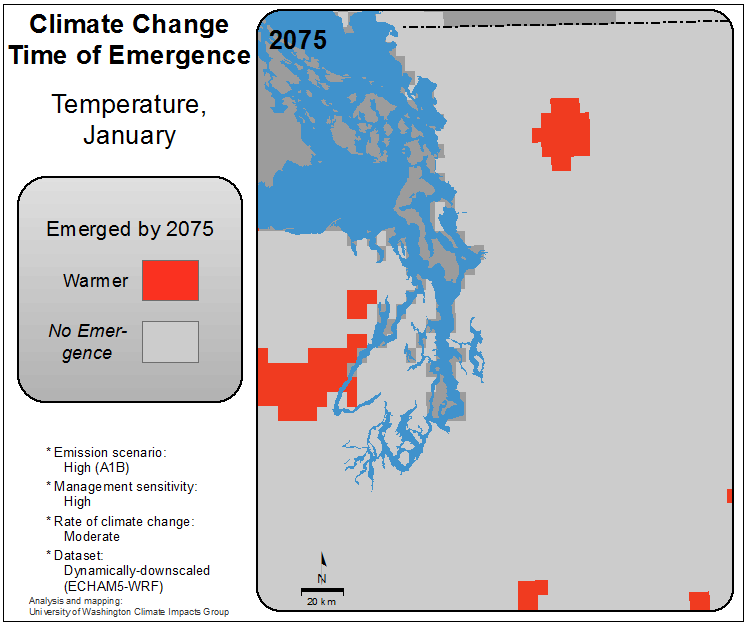 Climate Change
Time of Emergence
Temperature,
January
Emerged by 2075
Warmer
No Emer-
gence
* Emission scenario:
High (A1B)
* Management sensitivity:
High
* Rate of climate change:
Moderate
* Dataset:
Dynamically-downscaled
(ECHAM5-WRF)
Analysis and mapping:
University of Washington Climate Impacts Group
2075
N
20 km